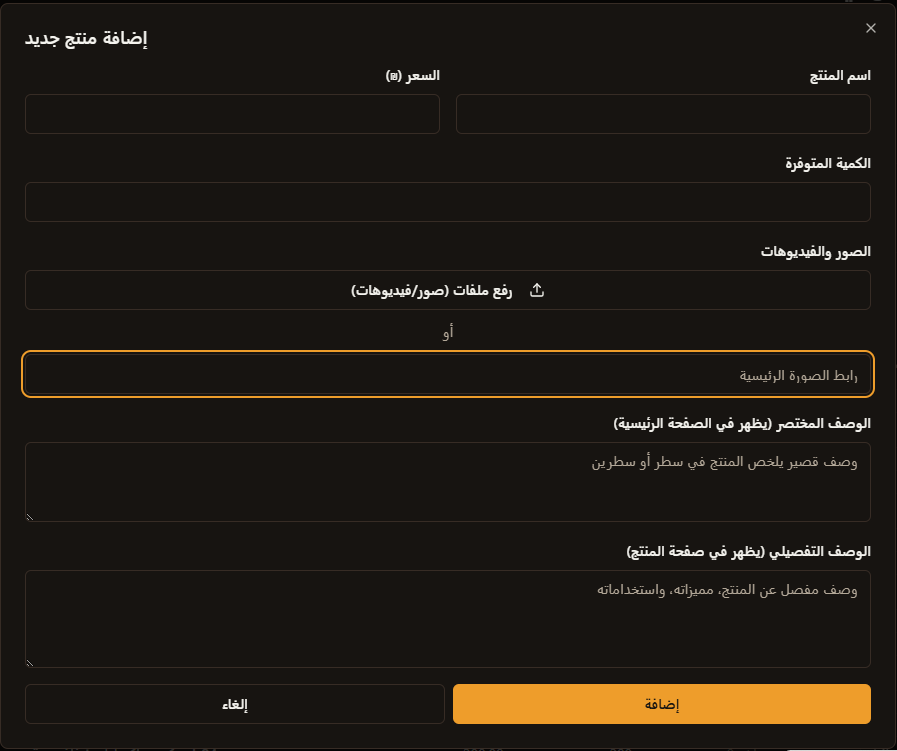 إضافة منتج جديد
اسم المنتج
السعر (₪)
الكمية المتوفرة
الصور والفيديوهات
رفع ملفات (صور/فيديوهات)
أو
رابط الصورة الرئيسية
الوصف المختصر (يظهر في الصفحة الرئيسية)
وصف قصير يلخص المنتج في سطر أو سطرين
الوصف التفصيلي (يظهر في صفحة المنتج)
وصف مفصل عن المنتج، مميزاته، واستخداماته
إضافة
إلغاء